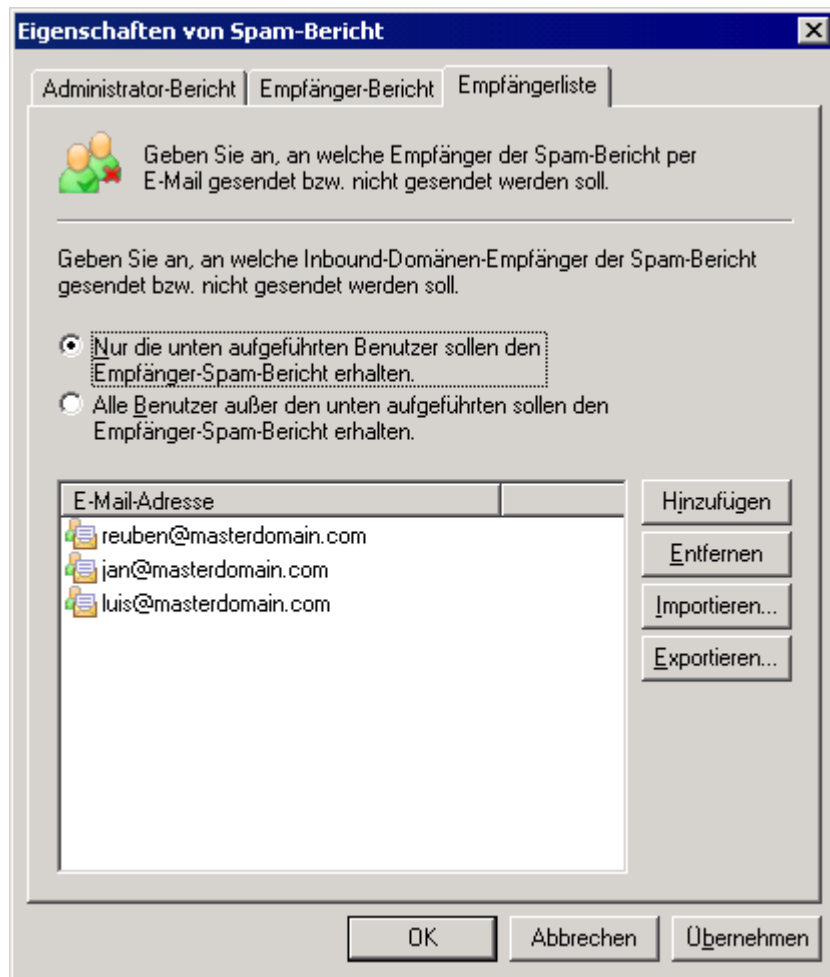 Eigenschaften von Spam-Bericht
Administrator-Bericht
Empfänger-Bericht
Empfängerliste
Geben Sie an, an welche Empfänger der Spam-Bericht per
E-Mail gesendet bzw. nicht gesendet werden soll.
Geben Sie an, an welche Inbound-Domänen-Empfänger der Spam-Bericht
gesendet bzw. nicht gesendet werden soll.
Nur die unten aufgeführten Benutzer sollen den
Empfänger-Spam-Bericht erhalten.
Alle Benutzer außer den unten aufgeführten sollen den
Empfänger-Spam-Bericht erhalten.
E-Mail-Adresse
reuben@masterdomain.com
jan@masterdomain.com
luis@masterdomain.com
Hinzufügen
Entfernen
Importieren...
Exportieren...
OK
Abbrechen
Übernehmen